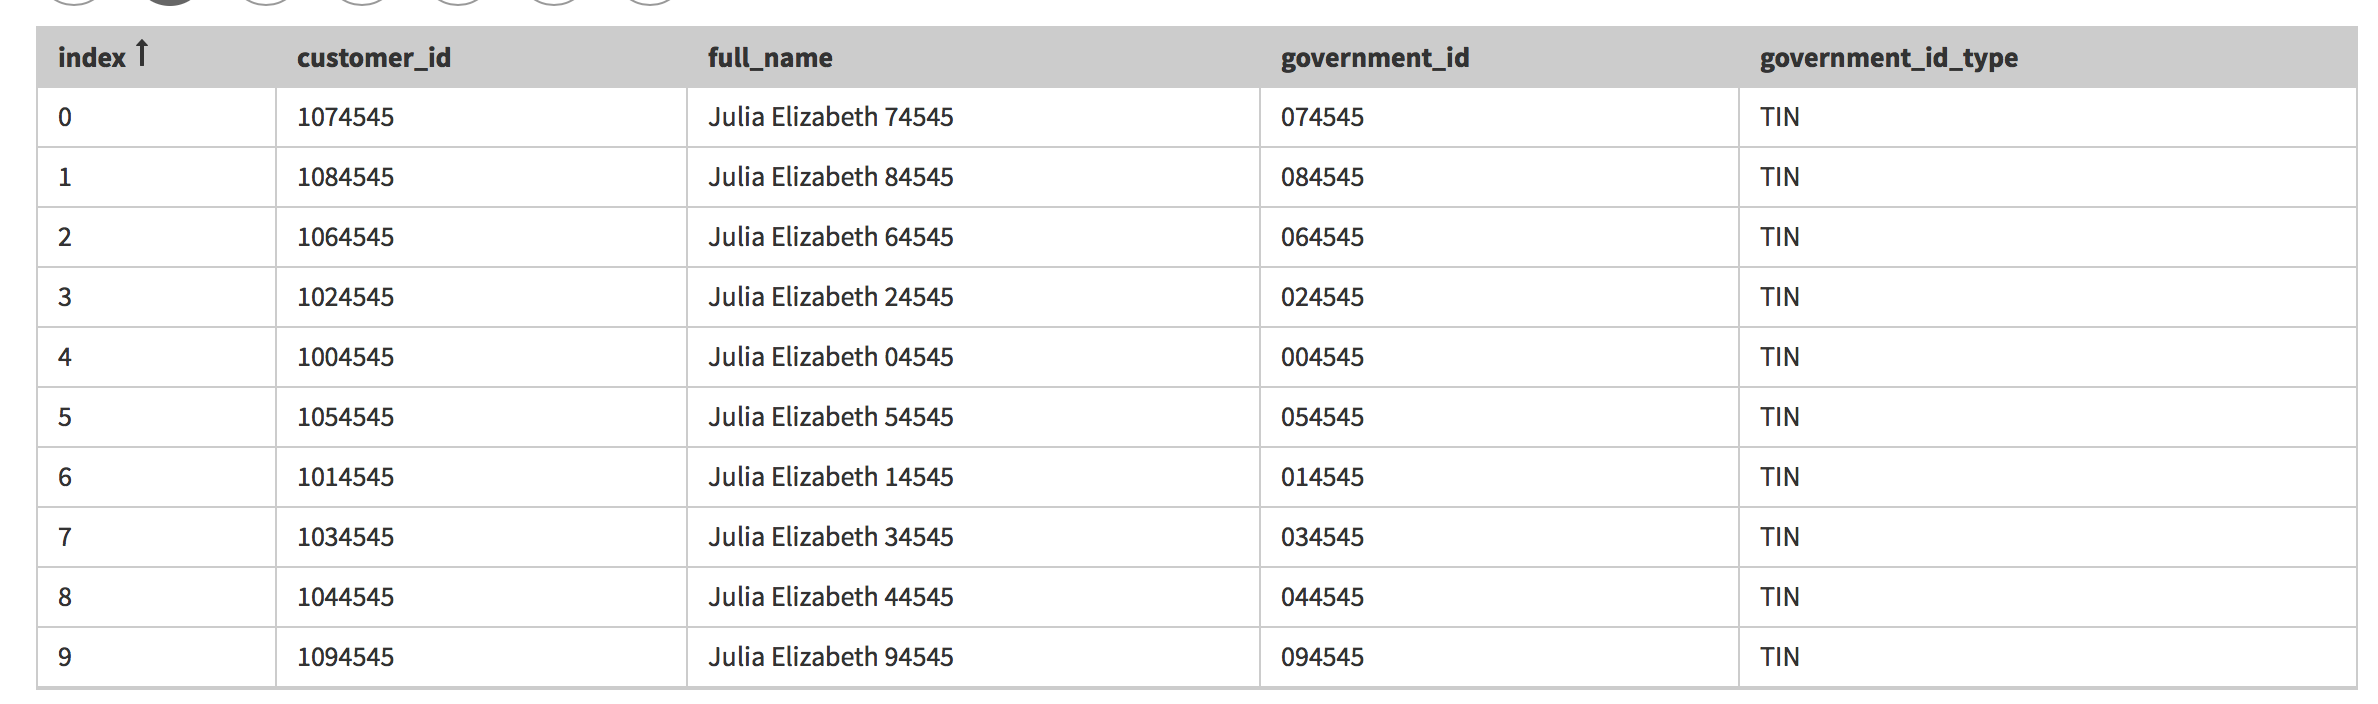 index ↑ customer_id full_name government_id government_id_type
0 1074545 Julia Elizabeth 74545 074545 TIN
1 1084545 Julia Elizabeth 84545 084545 TIN
2 1064545 Julia Elizabeth 64545 064545 TIN
3 1024545 Julia Elizabeth 24545 024545 TIN
4 1004545 Julia Elizabeth 04545 004545 TIN
5 1054545 Julia Elizabeth 54545 054545 TIN
6 1014545 Julia Elizabeth 14545 014545 TIN
7 1034545 Julia Elizabeth 34545 034545 TIN
8 1044545 Julia Elizabeth 44545 044545 TIN
9 1094545 Julia Elizabeth 94545 094545 TIN